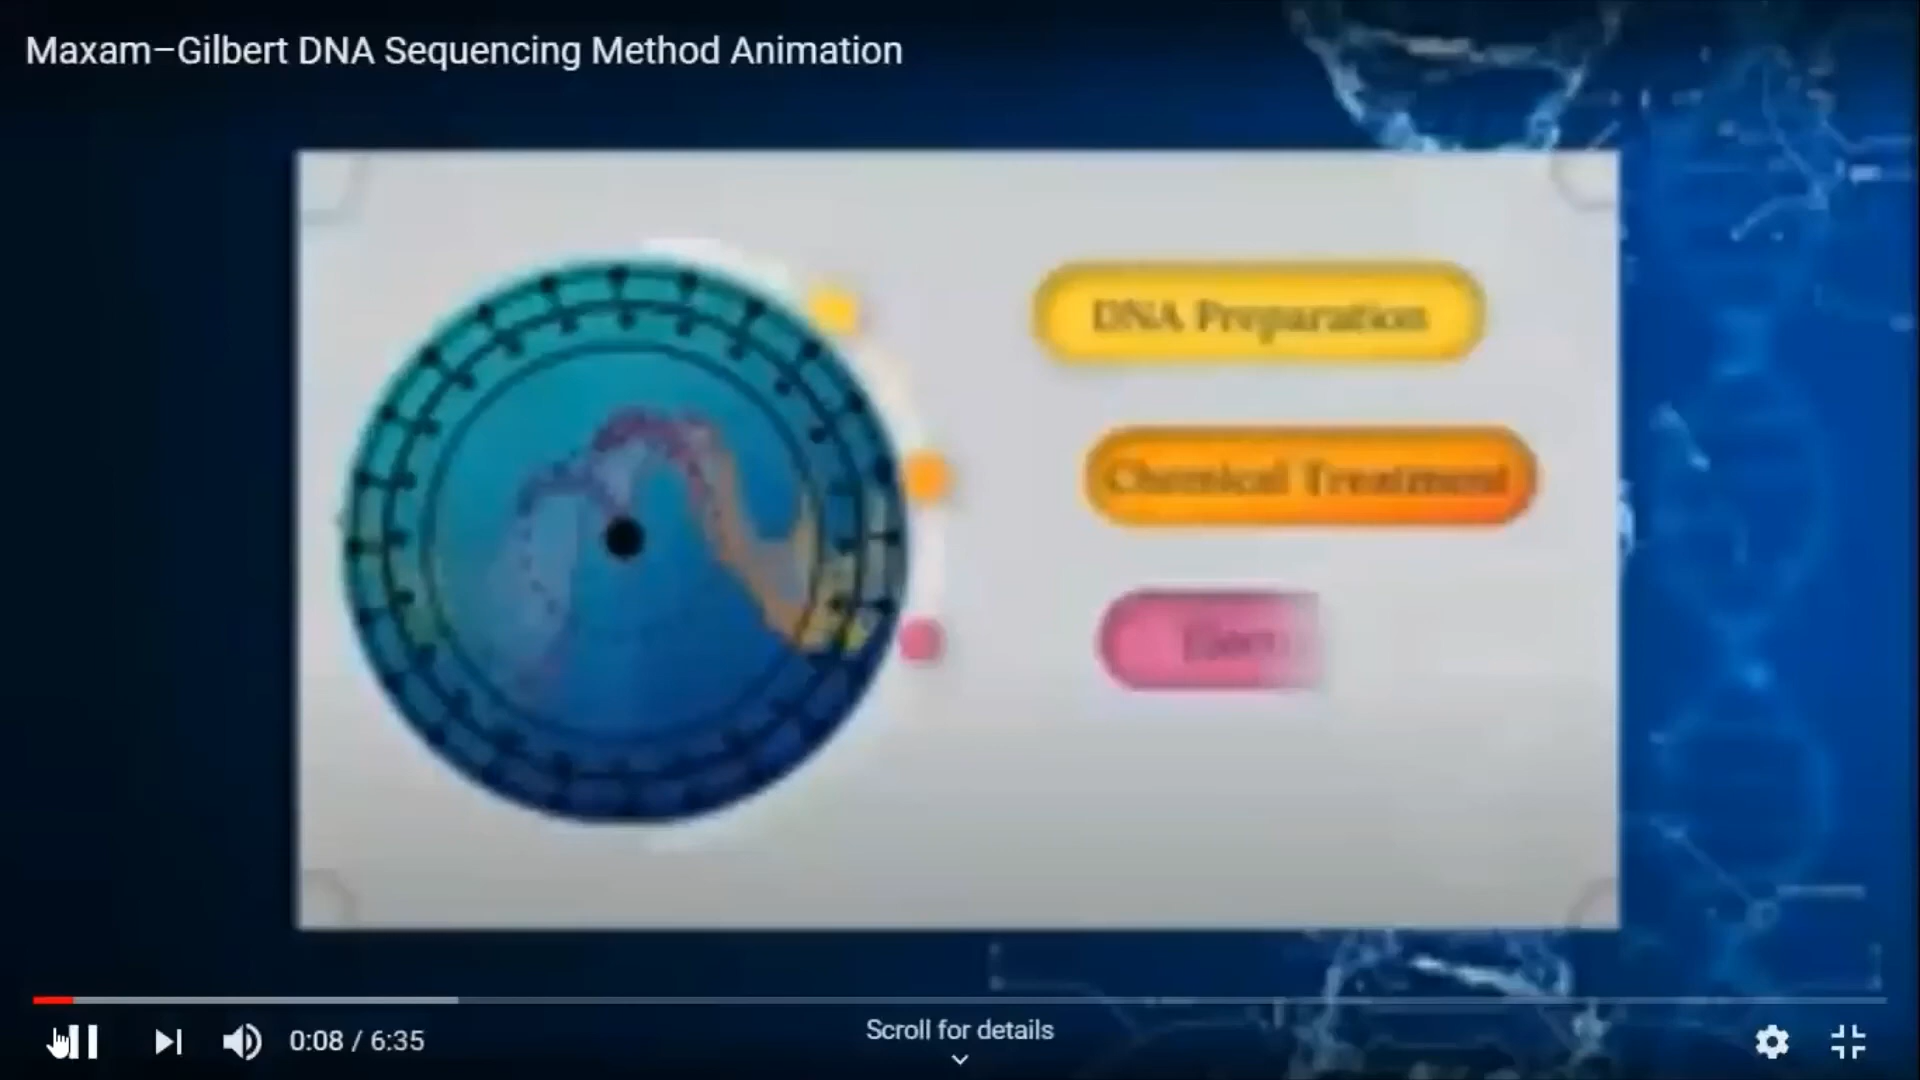 Maxam–Gilbert DNA Sequencing Method Animation
DNA Preparation
Chemical Treatment
0:08 / 6:35
Scroll for details